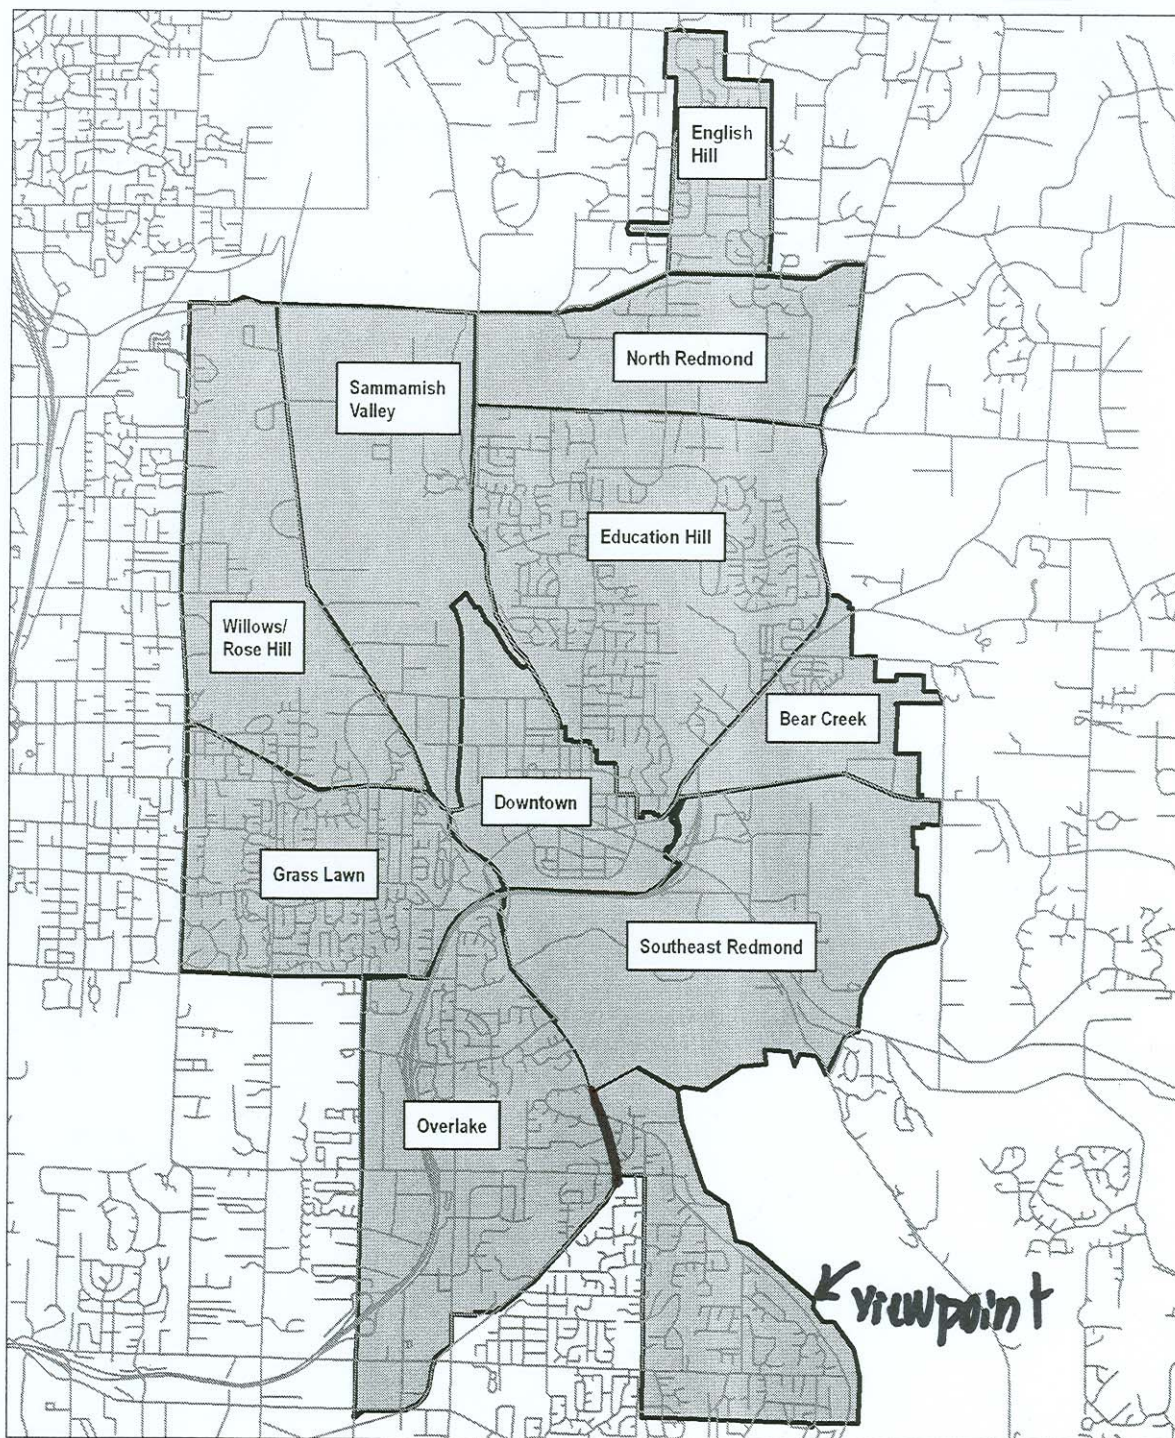 English
Hill
North Redmond
Sammamish
Valley
Education Hill
Willows/
Rose Hill
Bear Creek
Downtown
Grass Lawn
Southeast Redmond
Overlake
viewpoint